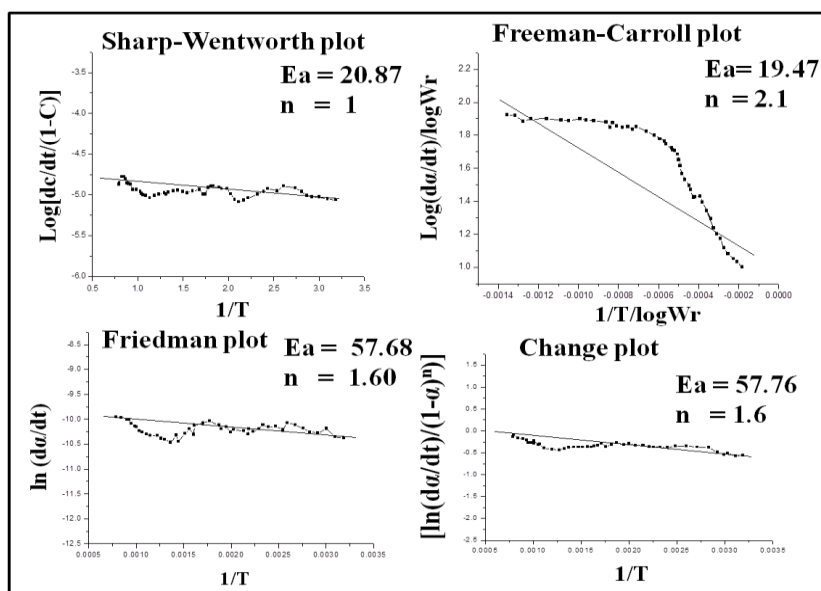 Sharp-Wentworth plot
Ea = 20.87
n = 1
Log[dc/dt/(1-C)]
-3.5
-4.0
-4.5
-5.0
-5.5
-6.0
0.5 1.0 1.5 2.0 2.5 3.0 3.5
1/T
Freeman-Carroll plot
Ea= 19.47
n = 2.1
Log(da/dt)/logWr
2.2
2.0
1.8
1.6
1.4
1.2
1.0
-0.0014 -0.0012 -0.0010 -0.0008 -0.0006 -0.0004 -0.0002 0.0000
1/T/logWr
Friedman plot
Ea = 57.68
n = 1.60
ln (da/dt)
-8.5
-9.0
-9.5
-10.0
-10.5
-11.0
-11.5
-12.0
-12.5
0.0005 0.0010 0.0015 0.0020 0.0025 0.0030 0.0035
1/T
Change plot
Ea = 57.76
n = 1.6
[ln(da/dt)/(1-a)ⁿ)]
1.5
1.0
0.5
0.0
-0.5
-1.0
-1.5
-2.0
-2.5
0.0005 0.0010 0.0015 0.0020 0.0025 0.0030 0.0035
1/T